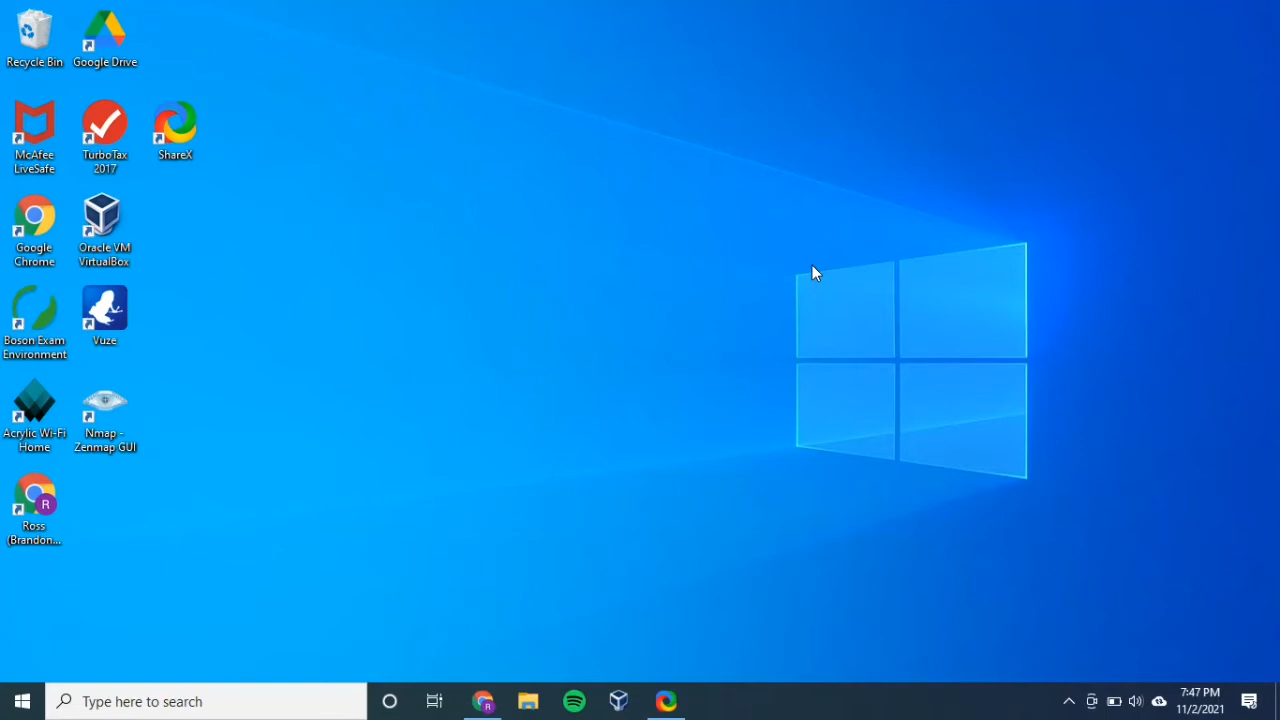 Recycle Bin
Google Drive
McAfee
LiveSafe
TurboTax
2017
ShareX
Google
Chrome
Oracle VM
VirtualBox
Boson Exam
Environment
Vuze
Acrylic Wi-Fi
Home
Nmap -
Zenmap GUI
R
Ross
(Brandon...
Type here to search
R
7:47 PM
11/2/2021